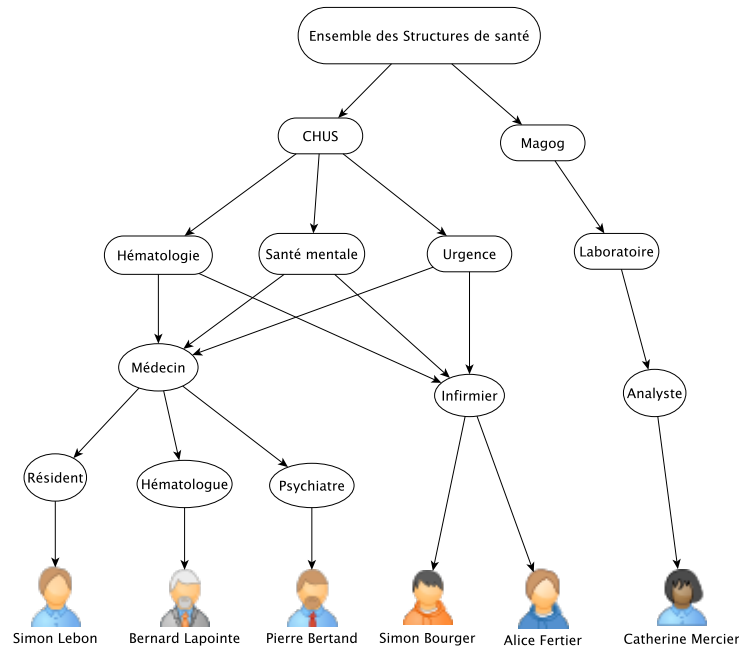 Ensemble des Structures de santé
CHUS
Magog
Hématologie
Santé mentale
Urgence
Laboratoire
Médecin
Infirmier
Analyste
Résident
Hématologue
Psychiatre
Simon Lebon
Bernard Lapointe
Pierre Bertand
Simon Bourger
Alice Fertier
Catherine Mercier